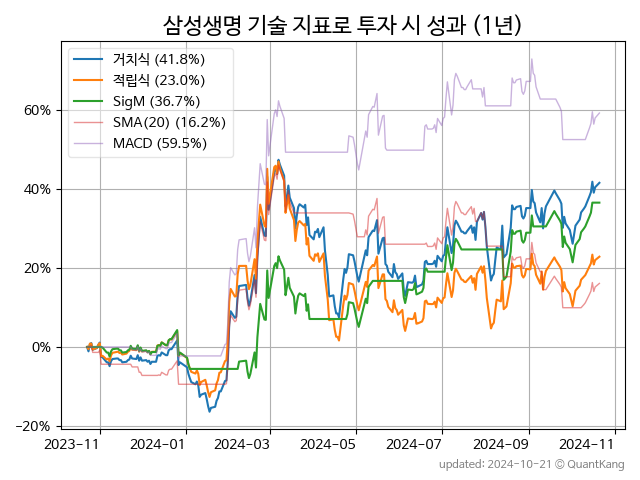 삼성생명 기술 지표로 투자 시 성과 (1년)
거치식 (41.8%)
적립식 (23.0%)
SigM (36.7%)
SMA(20) (16.2%)
MACD (59.5%)
60%
40%
20%
0%
−20%
2023-11 2024-01 2024-03 2024-05 2024-07 2024-09 2024-11
updated: 2024-10-21 © QuantKang